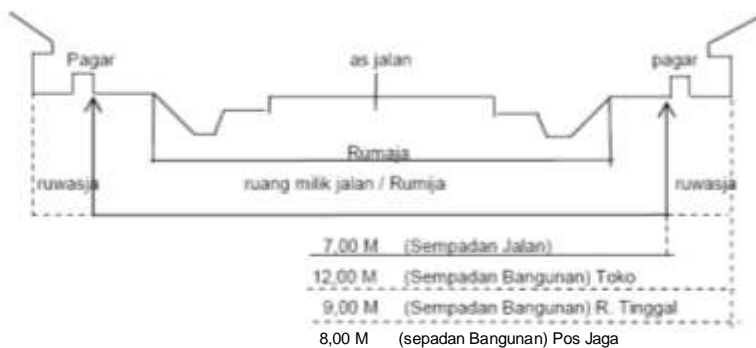 Pagar as jalan pagar
Rumaja
ruwasja ruang milik jalan / Rumija ruwasja
7,00 M (Sempadan Jalan)
12,00 M (Sempadan Bangunan) Toko
9,00 M (Sempadan Bangunan) R. Tinggal
8,00 M (sepadan Bangunan) Pos Jaga